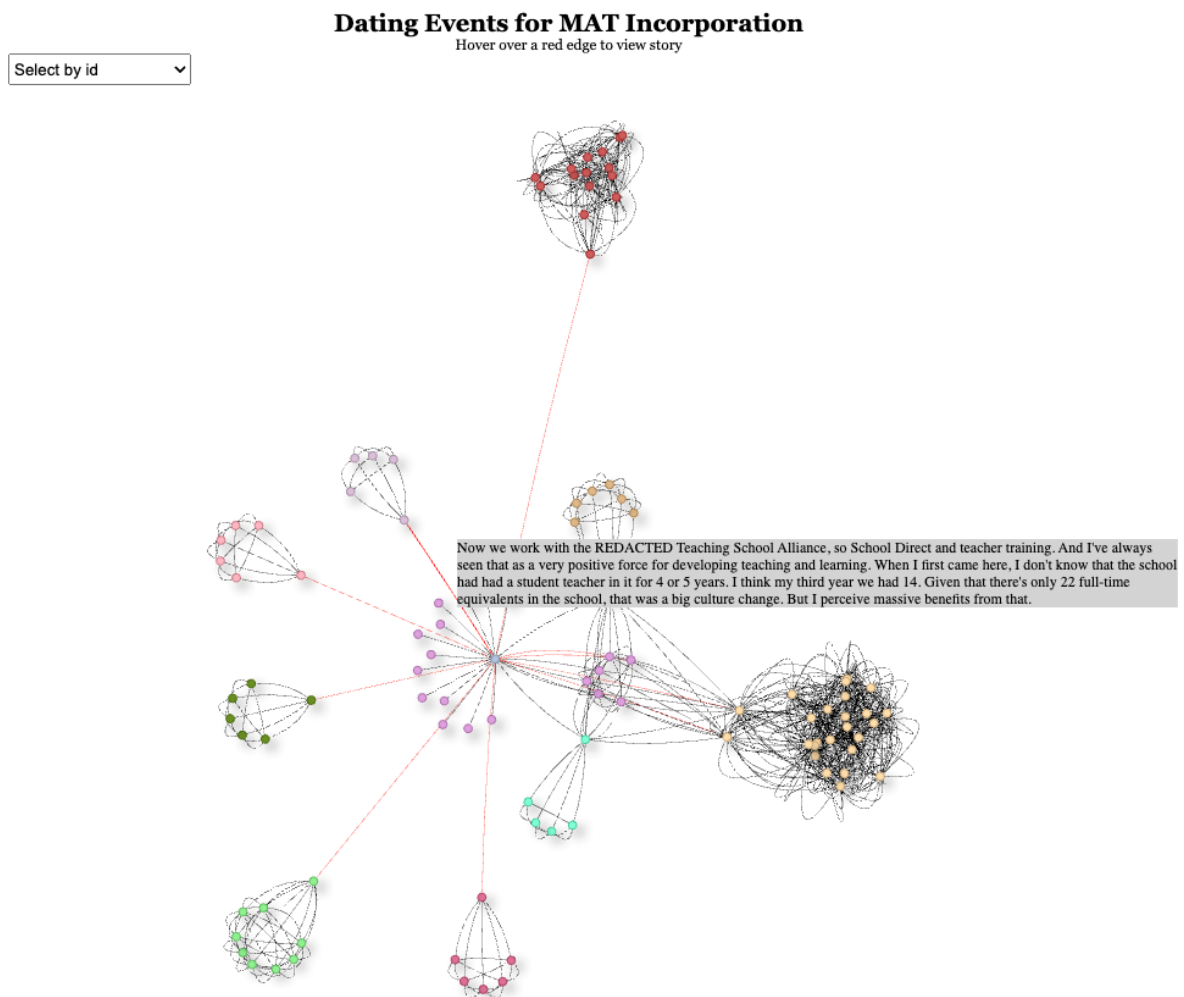 Dating Events for MAT Incorporation
Hover over a red edge to view story
Select by id
Now we work with the REDACTED Teaching School Alliance, so School Direct and teacher training. And I've always
seen that as a very positive force for developing teaching and learning. When I first came here, I don't know that the school
had had a student teacher in it for 4 or 5 years. I think my third year we had 14. Given that there's only 22 full-time
equivalents in the school, that was a big culture change. But I perceive massive benefits from that.